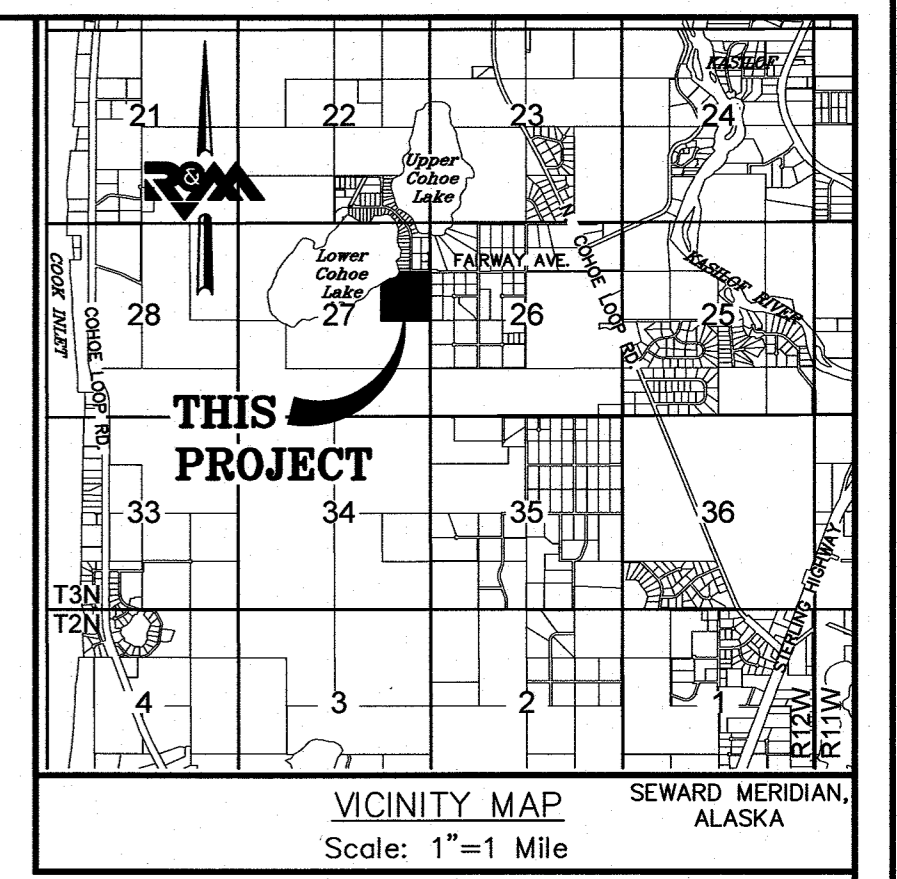 KASILOF
21
22
23
24
R&M
Upper
Cohoe
Lake
N
COHOE LOOP RD.
FAIRWAY AVE.
Lower
Cohoe
Lake
KASILOF RIVER
COOK INLET
COHOE LOOP RD.
28
27
26
25
THIS
PROJECT
33
34
35
36
STERLING HIGHWAY
T3N
T2N
4
3
2
1
R12W
R11W
VICINITY MAP
Scale: 1"=1 Mile
SEWARD MERIDIAN,
ALASKA